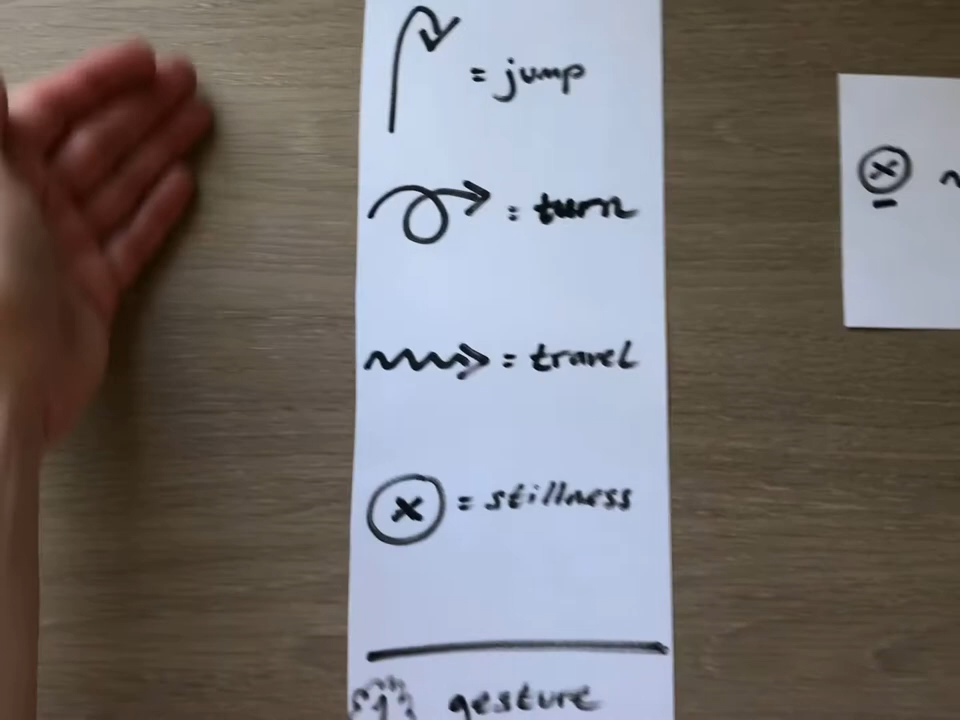 = jump
= turn
= travel
x = stillness
gesture
x